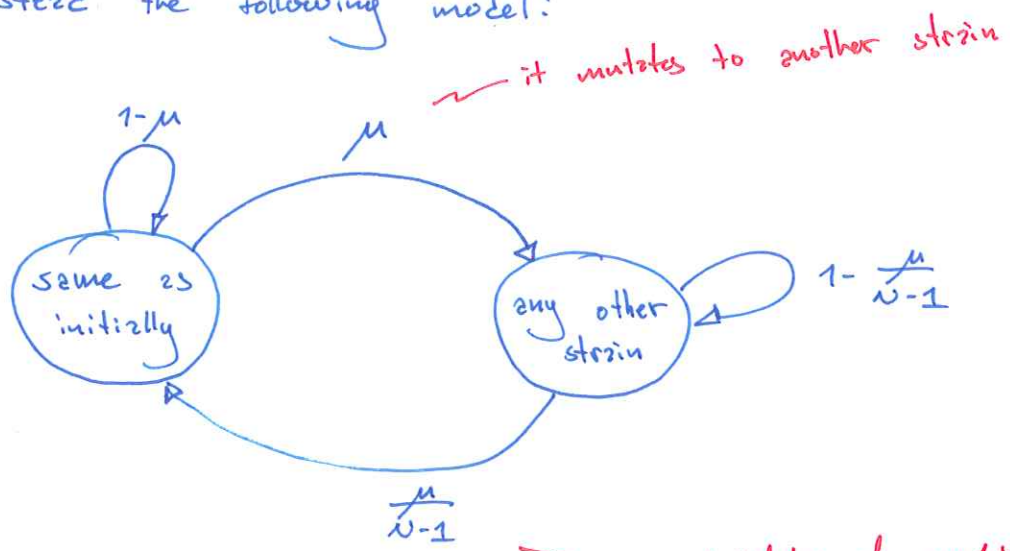 the following model:
it mutates to another strain
1-μ
μ
same as
initially
any other
strain
1 - μ/(N-1)
μ/(N-1)